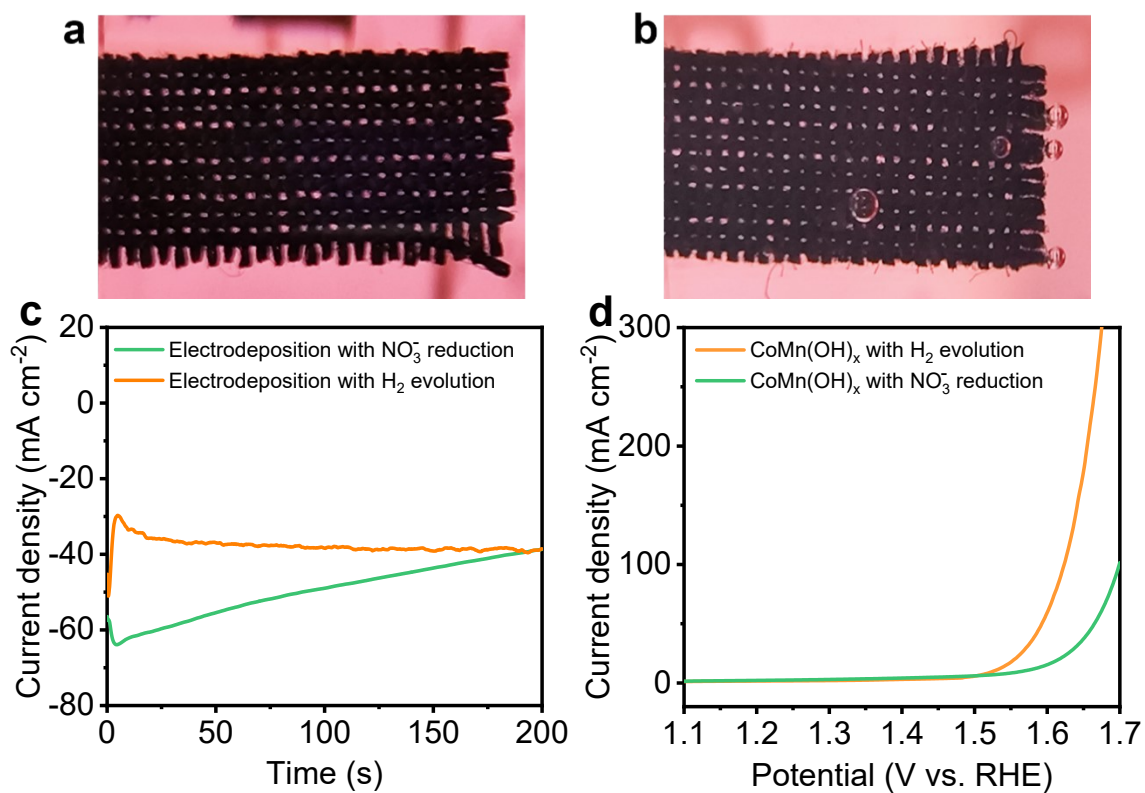 a
b
c
20
0
-20
-40
-60
-80
Current density (mA cm⁻²)
Electrodeposition with NO₃⁻ reduction
Electrodeposition with H₂ evolution
0
50
100
150
200
Time (s)
d
300
200
100
0
Current density (mA cm⁻²)
CoMn(OH)ₓ with H₂ evolution
CoMn(OH)ₓ with NO₃⁻ reduction
1.1
1.2
1.3
1.4
1.5
1.6
1.7
Potential (V vs. RHE)